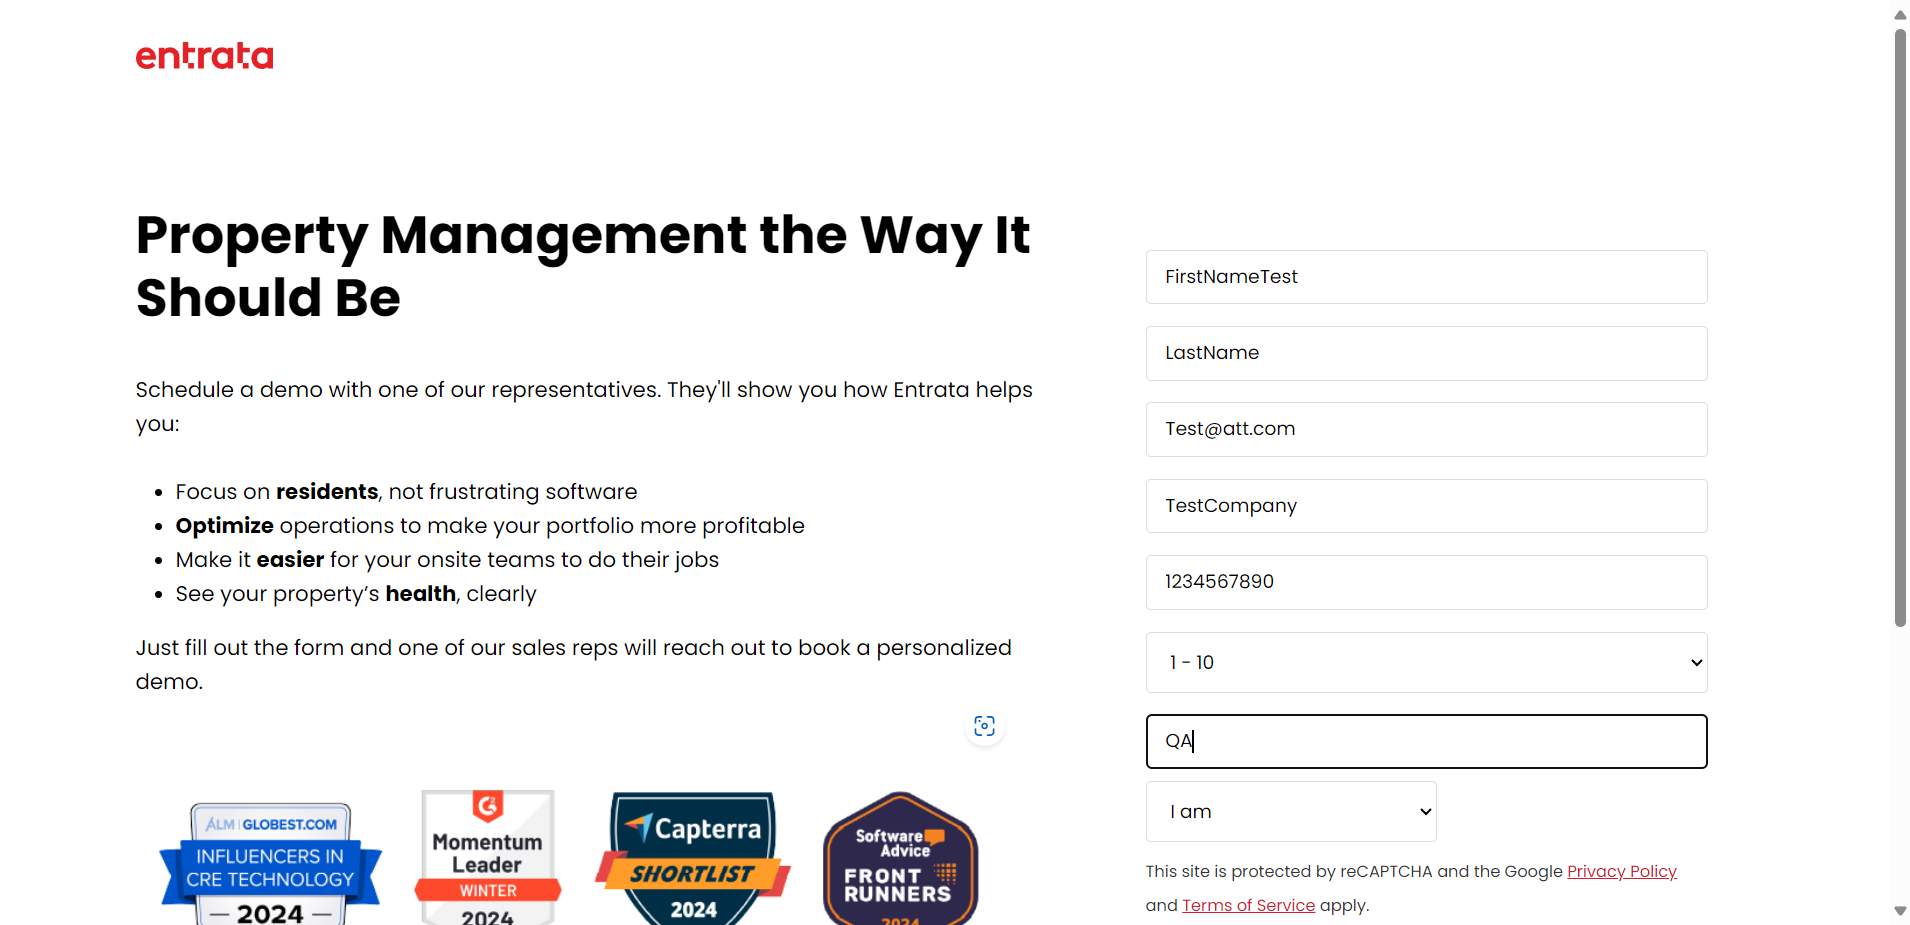 entrata
Property Management the Way It
Should Be
Schedule a demo with one of our representatives. They'll show you how Entrata helps
you:
• Focus on residents, not frustrating software
• Optimize operations to make your portfolio more profitable
• Make it easier for your onsite teams to do their jobs
• See your property’s health, clearly
Just fill out the form and one of our sales reps will reach out to book a personalized
demo.
ALM | GLOBEST.COM
INFLUENCERS IN
CRE TECHNOLOGY
— 2024 —
G2
Momentum
Leader
WINTER
2024
Capterra
SHORTLIST
2024
Software
Advice
FRONT
RUNNERS
2024
FirstNameTest
LastName
Test@att.com
TestCompany
1234567890
1 - 10
QA
I am
This site is protected by reCAPTCHA and the Google Privacy Policy
and Terms of Service apply.